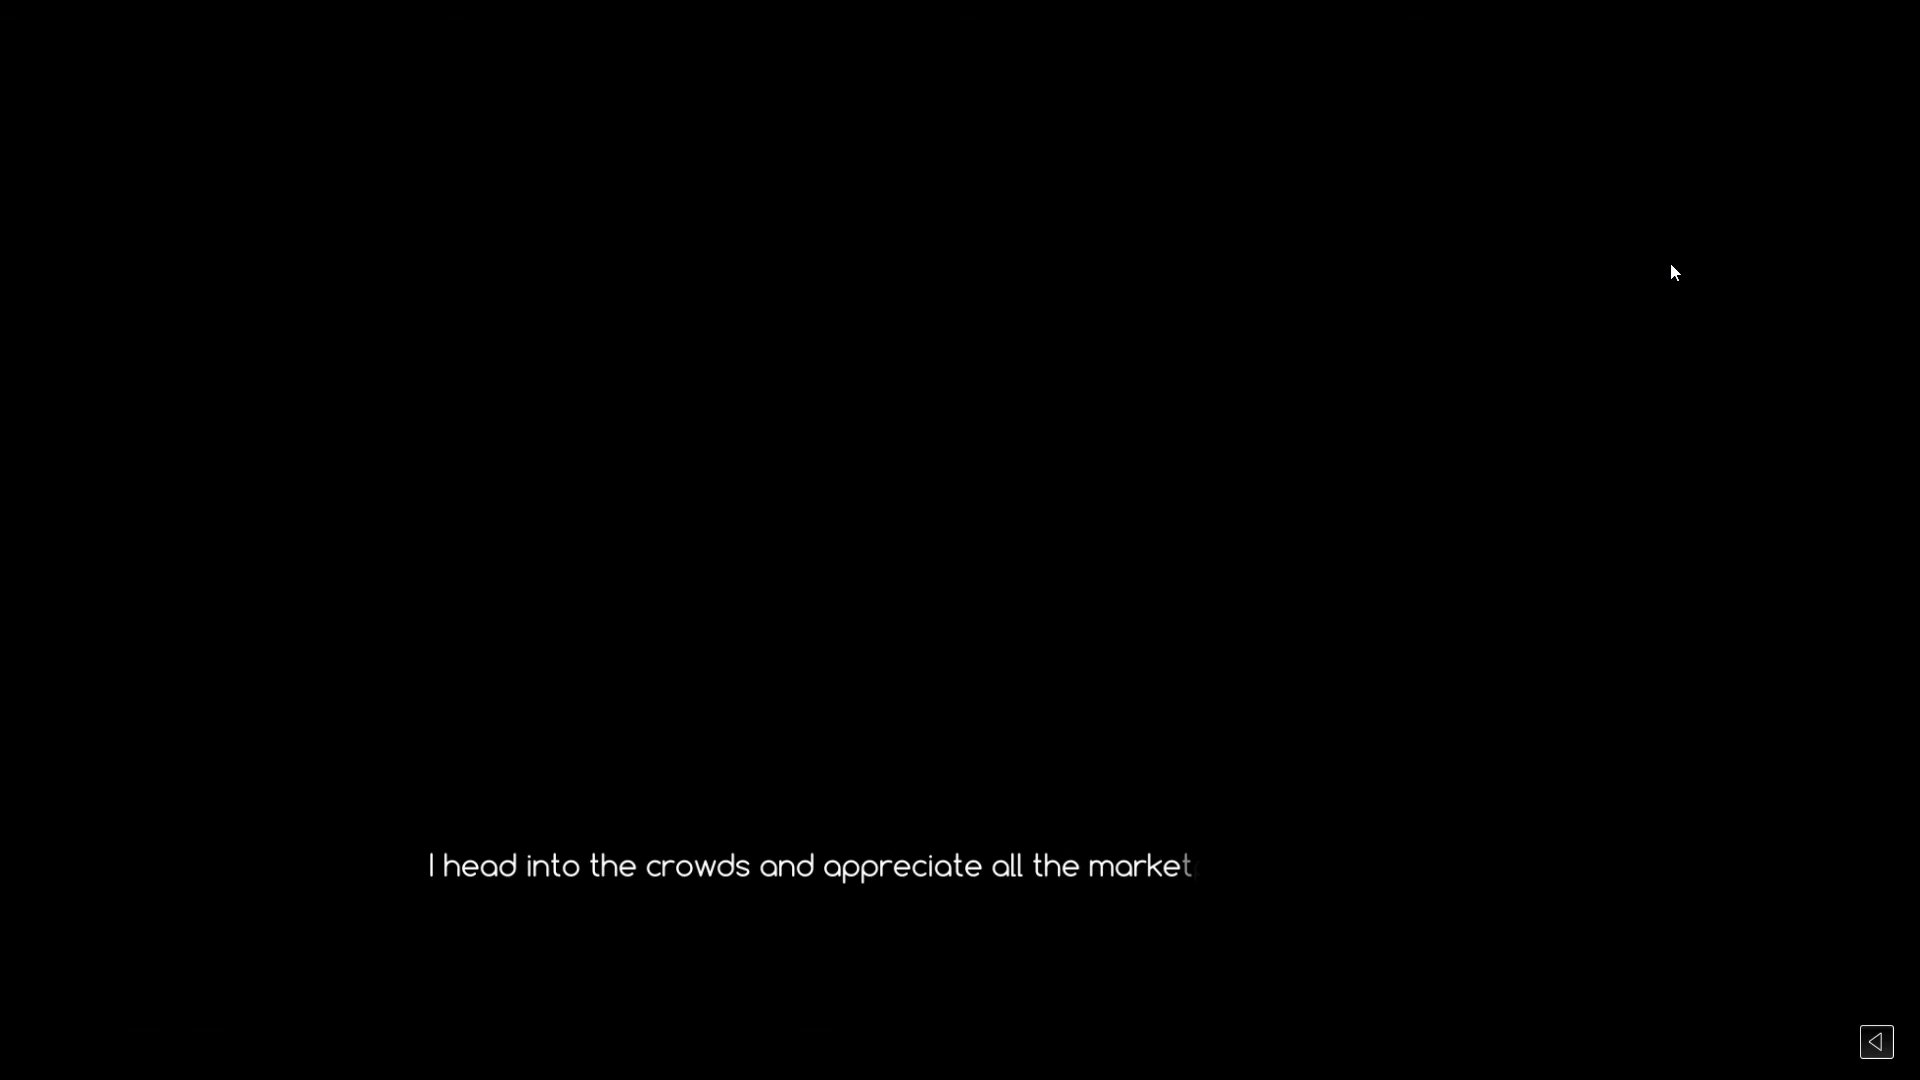 I head into the crowds and appreciate all the market